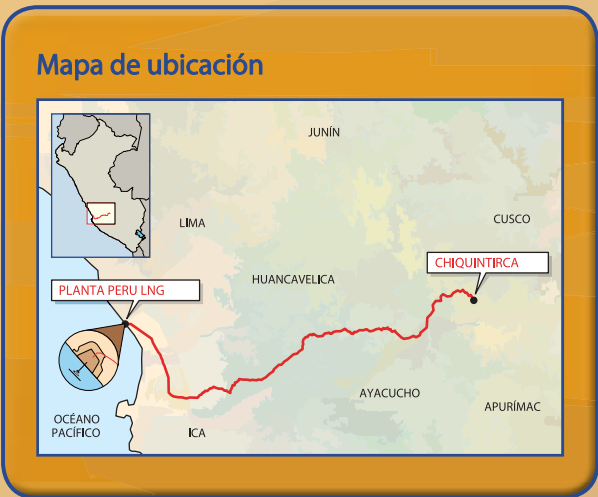 Mapa de ubicación
JUNÍN
LIMA
CUSCO
CHIQUINTIRCA
HUANCAVELICA
PLANTA PERU LNG
AYACUCHO
APURÍMAC
OCÉANO
PACÍFICO
ICA